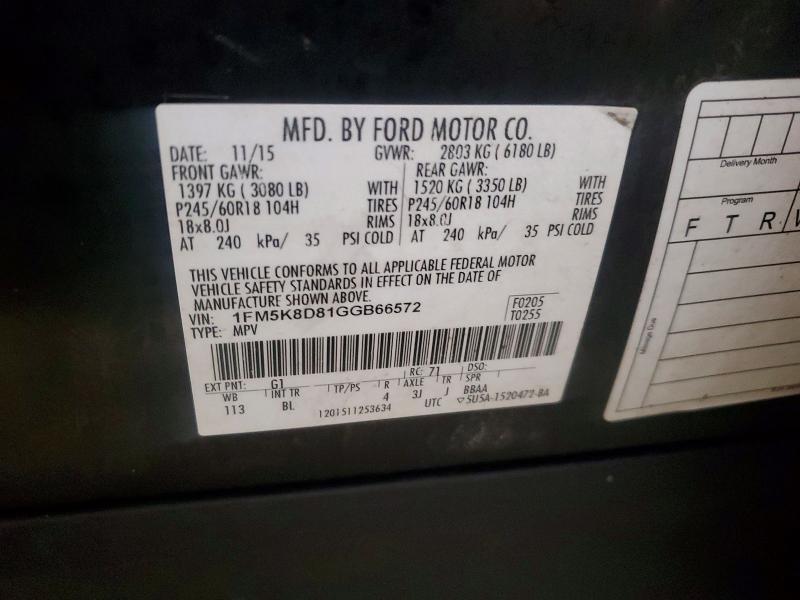 MFD. BY FORD MOTOR CO.
DATE: 11/15 GVWR: 2803 KG ( 6180 LB)
FRONT GAWR: REAR GAWR:
1397 KG ( 3080 LB) WITH 1520 KG ( 3350 LB) WITH
P245/60R18 104H TIRES P245/60R18 104H TIRES
18x8.0J RIMS 18x8.0J RIMS
AT 240 kPa/ 35 PSI COLD AT 240 kPa/ 35 PSI COLD
THIS VEHICLE CONFORMS TO ALL APPLICABLE FEDERAL MOTOR
VEHICLE SAFETY STANDARDS IN EFFECT ON THE DATE OF
MANUFACTURE SHOWN ABOVE.
VIN: 1FM5K8D81GGB66572 F0205
TYPE: MPV T0255
EXT PNT: G1 RC: 71 DSO:
WB INT TR TP/PS R AXLE TR SPR
113 BL 4 3J J BBAA
1201511253634 UTC ▽5U5A-1520472-BA
Delivery Month
Program
F T R
Mirage Due